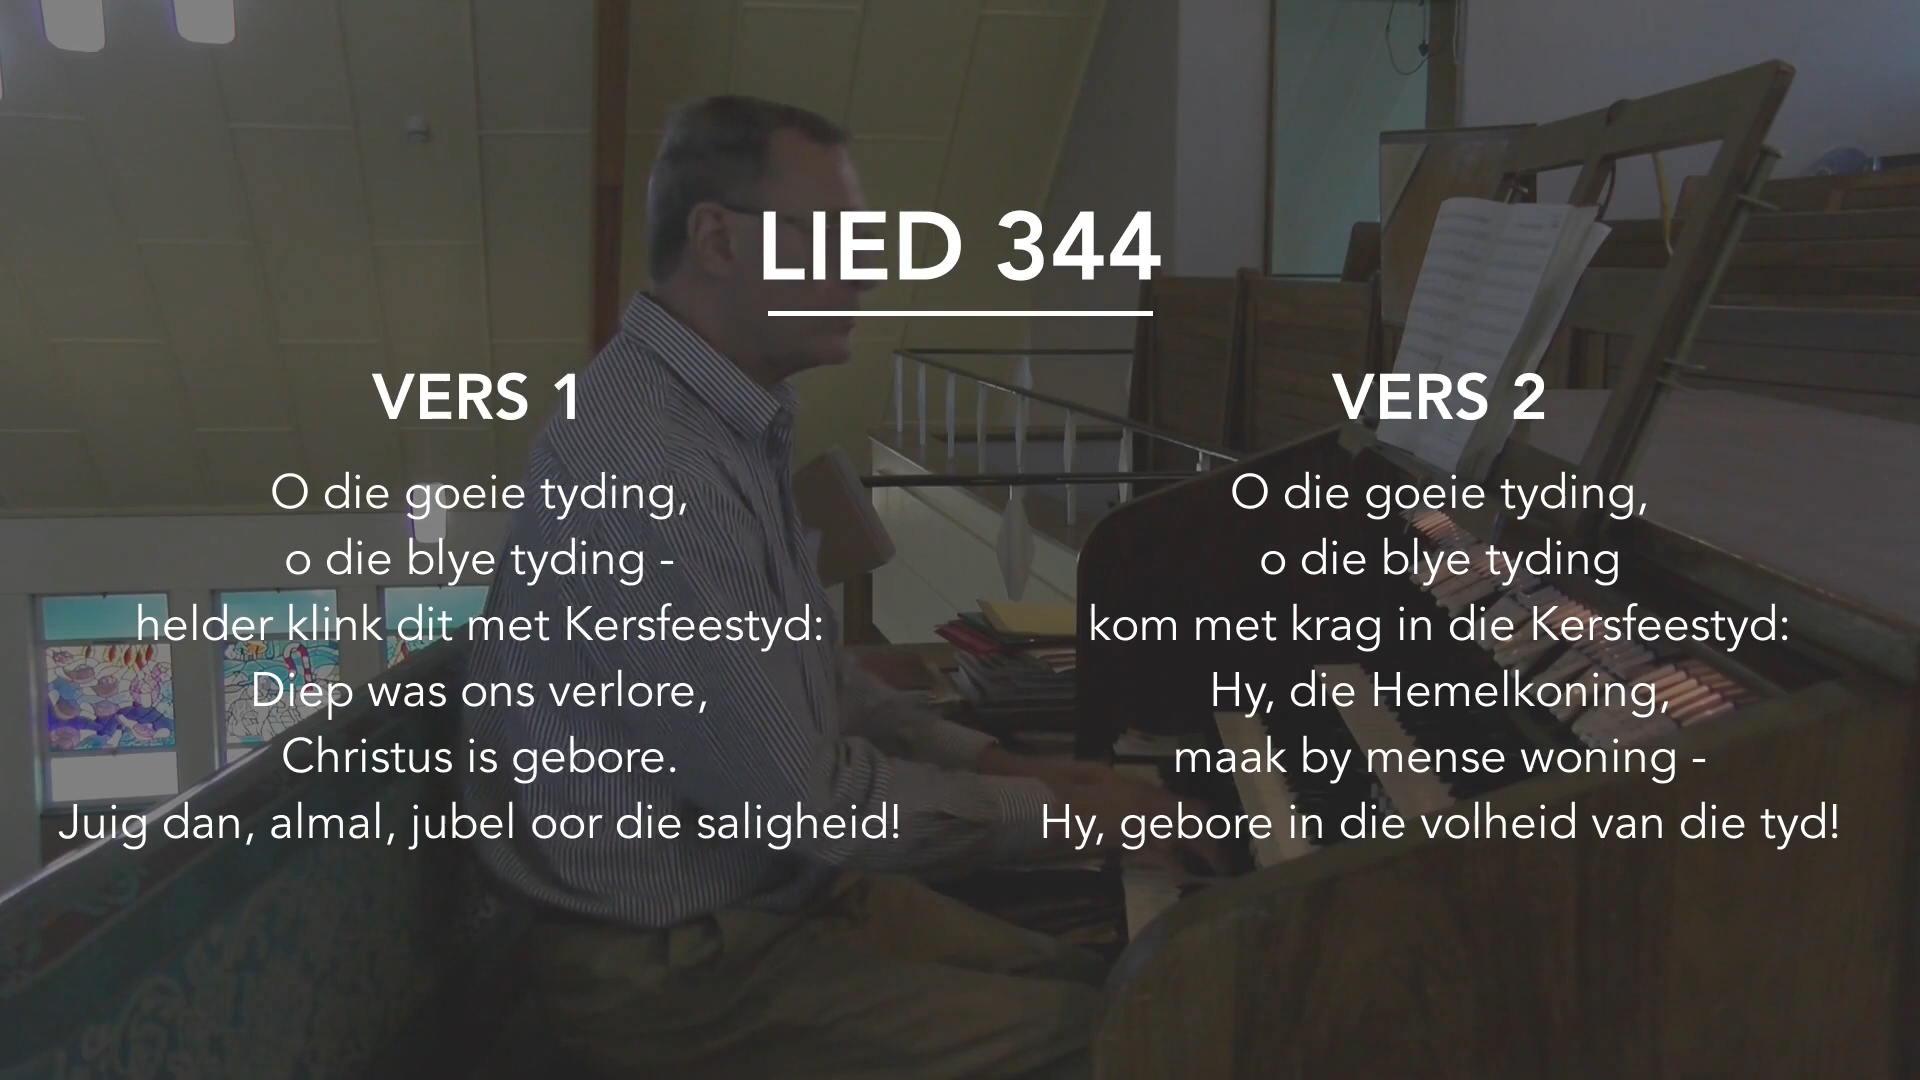 LIED 344
VERS 1
O die goeie tyding,
o die blye tyding -
helder klink dit met Kersfeestyd:
Diep was ons verlore,
Christus is gebore.
Juig dan, almal, jubel oor die saligheid!
VERS 2
O die goeie tyding,
o die blye tyding
kom met krag in die Kersfeestyd:
Hy, die Hemelkoning,
maak by mense woning -
Hy, gebore in die volheid van die tyd!